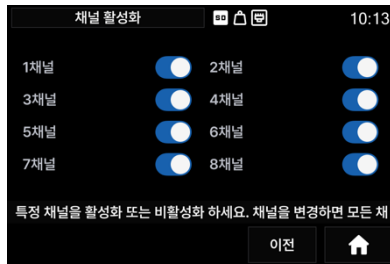 채널 활성화 SD 10:13
1채널 2채널
3채널 4채널
5채널 6채널
7채널 8채널
특정 채널을 활성화 또는 비활성화 하세요. 채널을 변경하면 모든 채
이전